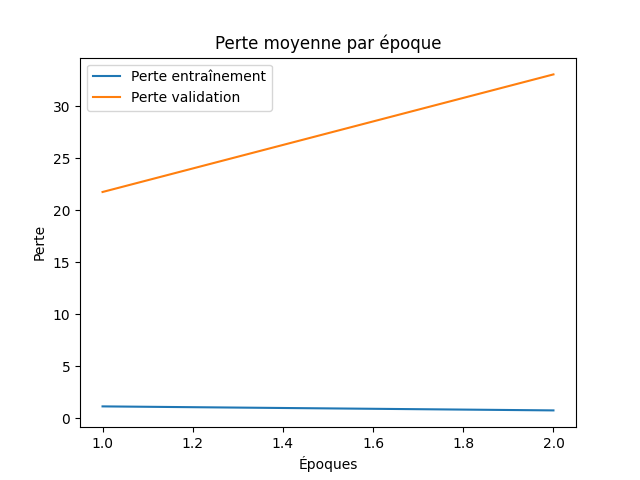 Perte moyenne par époque
Perte entraînement
Perte validation
Perte
30
25
20
15
10
5
0
1.0 1.2 1.4 1.6 1.8 2.0
Époques